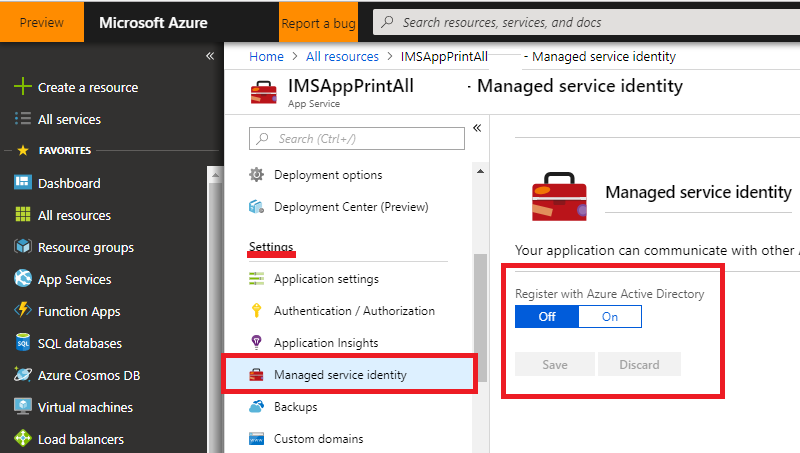 Preview
Microsoft Azure
Report a bug
Search resources, services, and docs
Create a resource
All services
FAVORITES
Dashboard
All resources
Resource groups
App Services
Function Apps
SQL databases
Azure Cosmos DB
Virtual machines
Load balancers
Home > All resources > IMSAppPrintAll - Managed service identity
IMSAppPrintAll - Managed service identity
App Service
Search (Ctrl+/)
Deployment options
Deployment Center (Preview)
Settings
Application settings
Authentication / Authorization
Application Insights
Managed service identity
Backups
Custom domains
Managed service identity
Your application can communicate with other
Register with Azure Active Directory
Off On
Save Discard